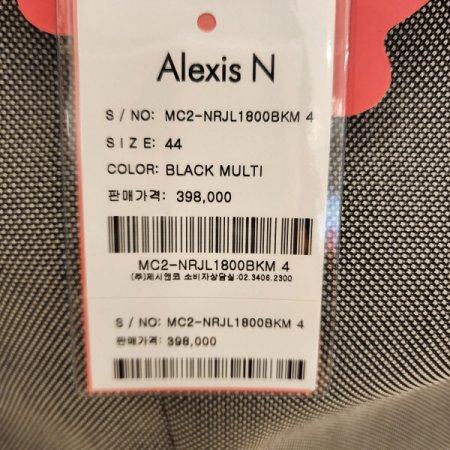 Alexis N
S / NO: MC2-NRJL1800BKM 4
SIZE: 44
COLOR: BLACK MULTI
판매가격: 398,000
MC2-NRJL1800BKM 4
(주)제시앤코 소비자상담실:02.3406.2300
S / NO: MC2-NRJL1800BKM 4
판매가격: 398,000